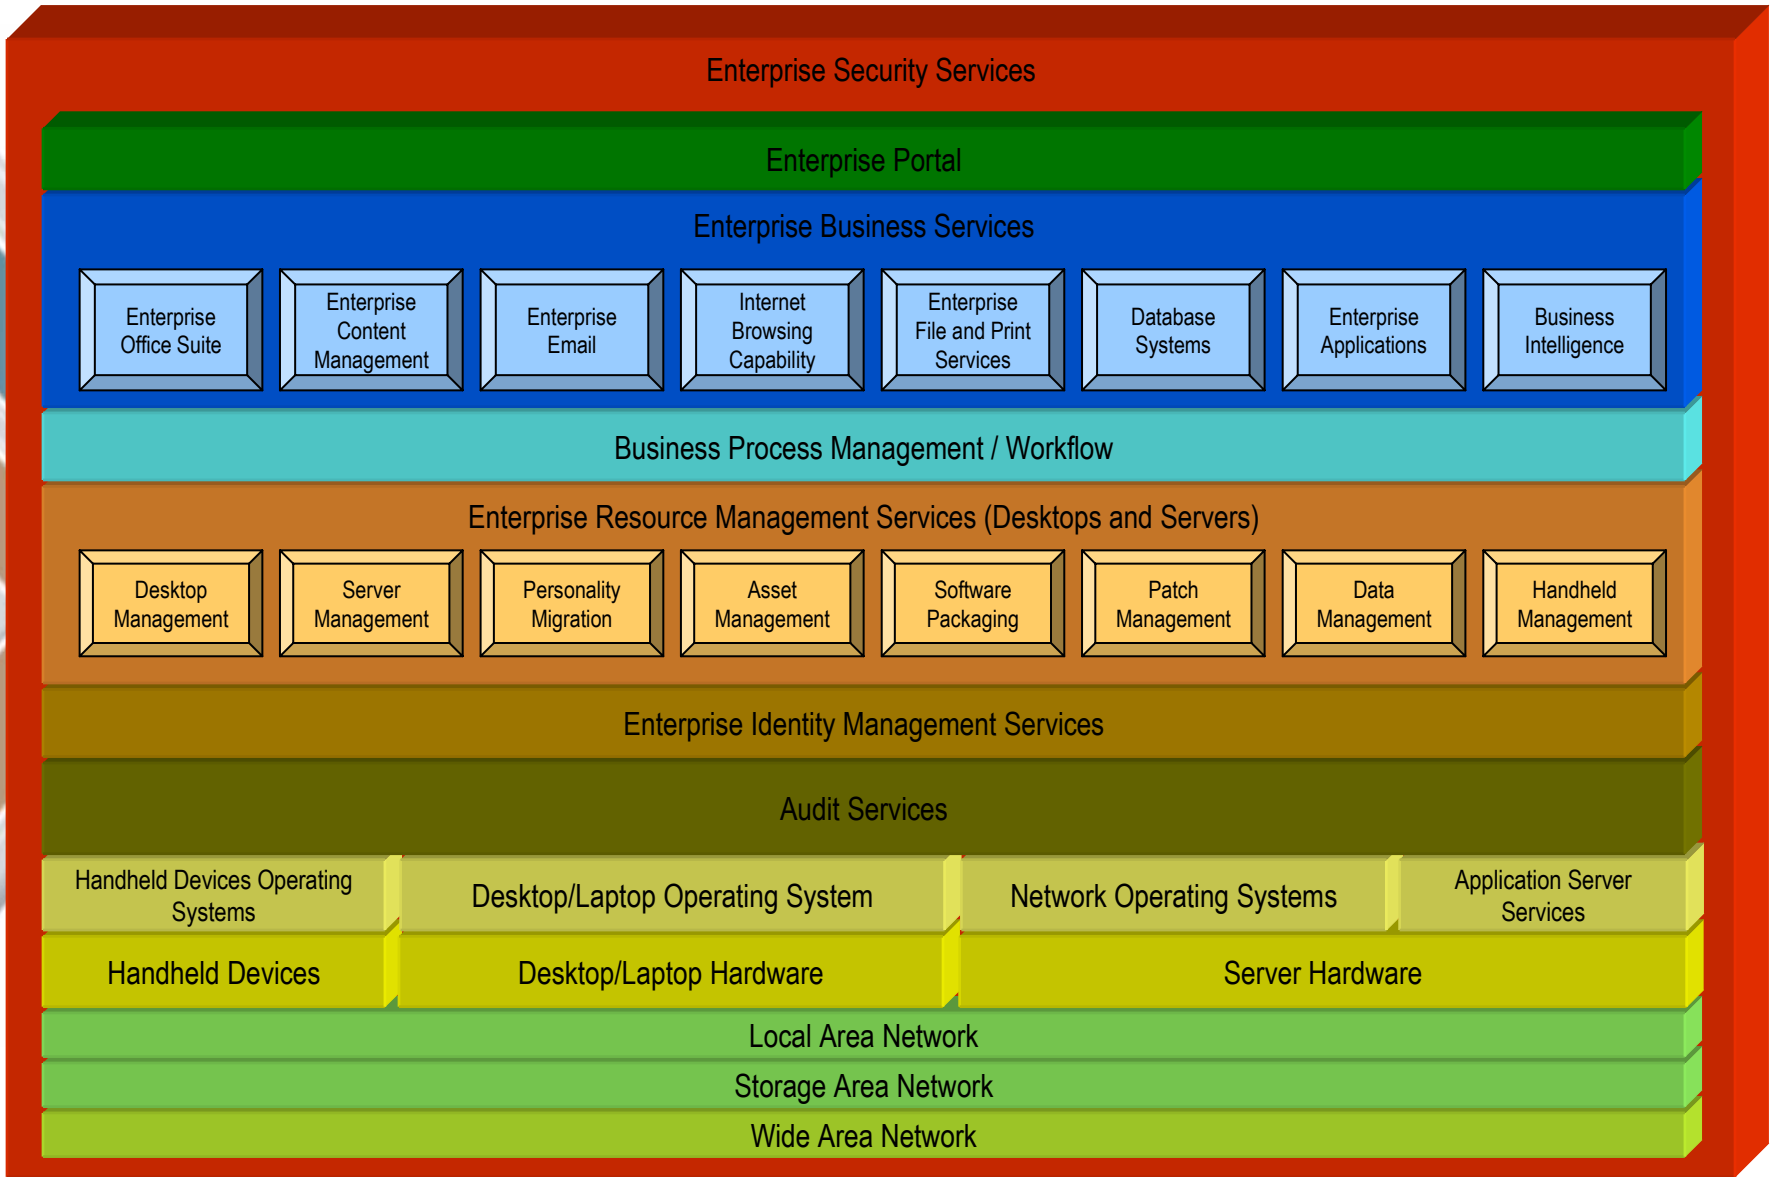 Enterprise Security Services
Enterprise Portal
Enterprise Business Services
Enterprise
Office Suite
Enterprise
Content
Management
Enterprise
Email
Internet
Browsing
Capability
Enterprise
File and Print
Services
Database
Systems
Enterprise
Applications
Business
Intelligence
Business Process Management / Workflow
Enterprise Resource Management Services (Desktops and Servers)
Desktop
Management
Server
Management
Personality
Migration
Asset
Management
Software
Packaging
Patch
Management
Data
Management
Handheld
Management
Enterprise Identity Management Services
Audit Services
Handheld Devices Operating
Systems
Desktop/Laptop Operating System
Network Operating Systems
Application Server
Services
Handheld Devices
Desktop/Laptop Hardware
Server Hardware
Local Area Network
Storage Area Network
Wide Area Network